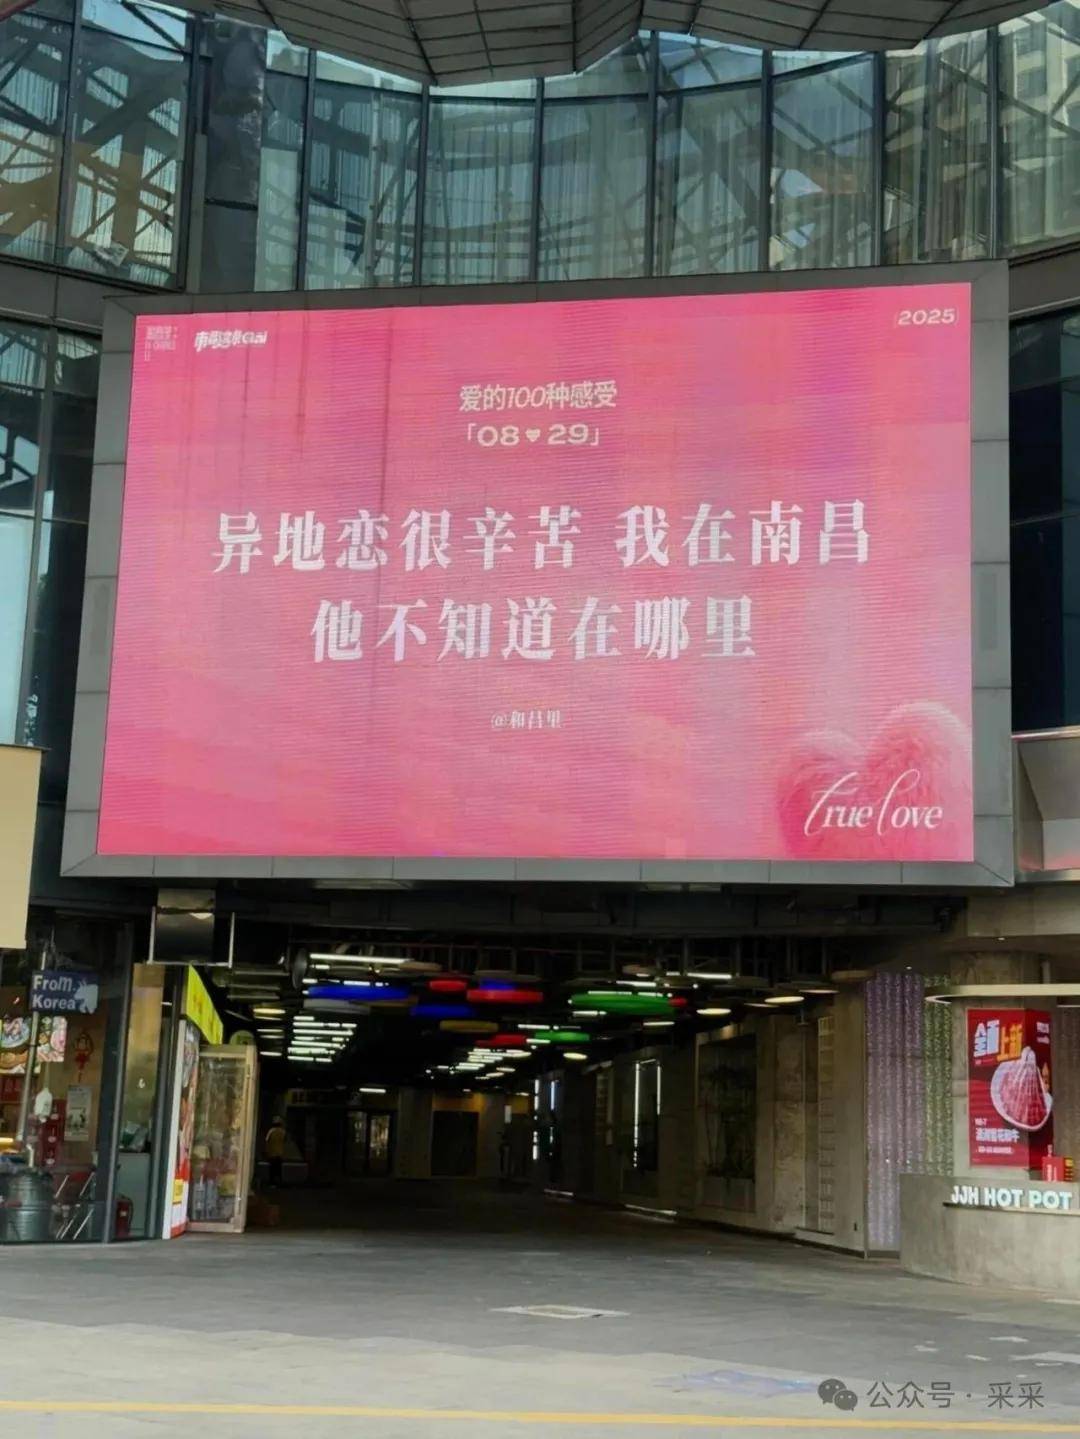 2025
爱的100种感受
「08♥29」
异地恋很辛苦 我在南昌
他不知道在哪里
@和昌里
True Love
From.
Korea
全面上新
JJH HOT POT
公众号·采采